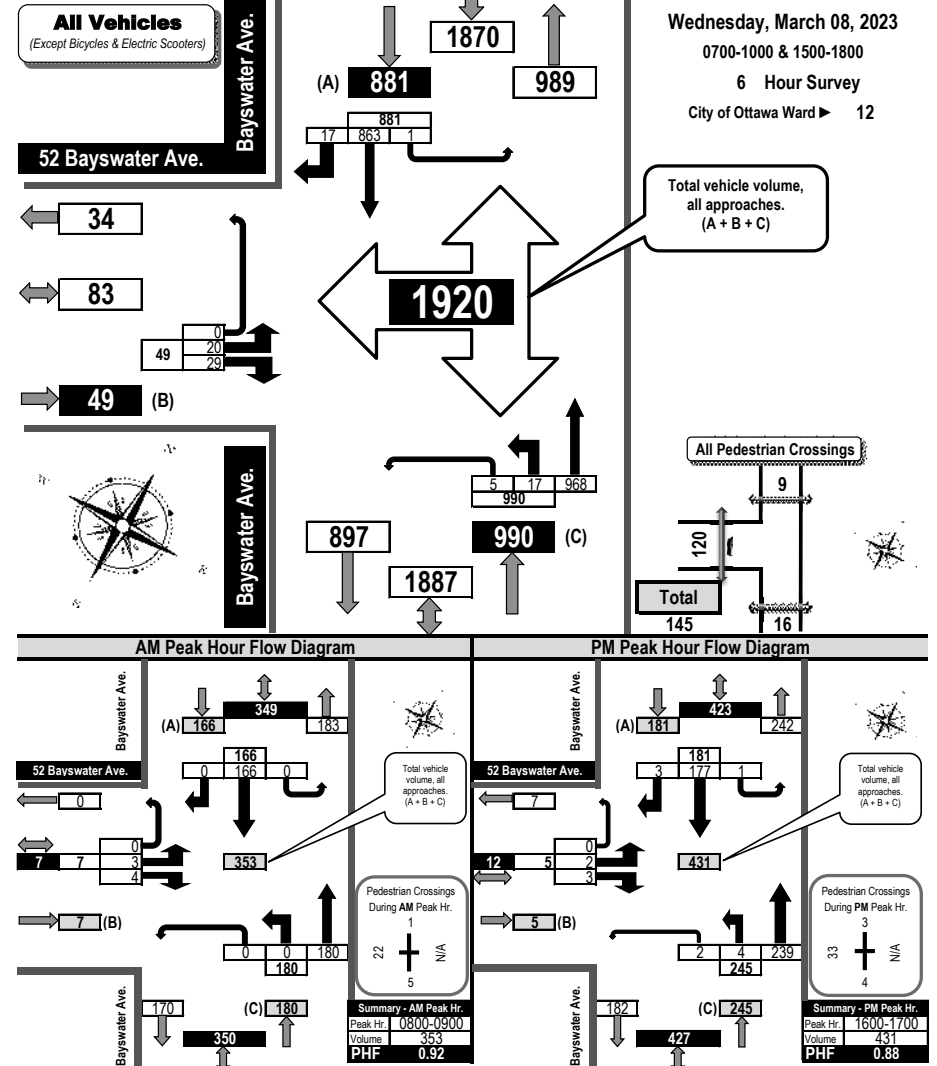 All Vehicles
(Except Bicycles & Electric Scooters)
Bayswater Ave.
52 Bayswater Ave.
1870
(A) 881
989
881
17 863 1
Wednesday, March 08, 2023
0700-1000 & 1500-1800
6 Hour Survey
City of Ottawa Ward ► 12
Total vehicle volume,
all approaches.
(A + B + C)
34
83
1920
0
49 20
29
49 (B)
Bayswater Ave.
5 17 968
990
897
990 (C)
1887
All Pedestrian Crossings
9
120
Total
145
16
AM Peak Hour Flow Diagram
Bayswater Ave.
349
(A) 166
183
166
0 166 0
52 Bayswater Ave.
Total vehicle
volume, all
approaches.
(A + B + C)
0
0
7 7 3
4
353
7 (B)
0 0 180
180
Pedestrian Crossings
During AM Peak Hr.
1
22
N/A
5
Bayswater Ave.
170
(C) 180
350
Summary - AM Peak Hr.
Peak Hr. 0800-0900
Volume 353
PHF 0.92
PM Peak Hour Flow Diagram
Bayswater Ave.
423
(A) 181
242
181
3 177 1
52 Bayswater Ave.
Total vehicle
volume, all
approaches.
(A + B + C)
7
0
12 5 2
3
431
5 (B)
2 4 239
245
Pedestrian Crossings
During PM Peak Hr.
3
33
N/A
4
Bayswater Ave.
182
(C) 245
427
Summary - PM Peak Hr.
Peak Hr. 1600-1700
Volume 431
PHF 0.88